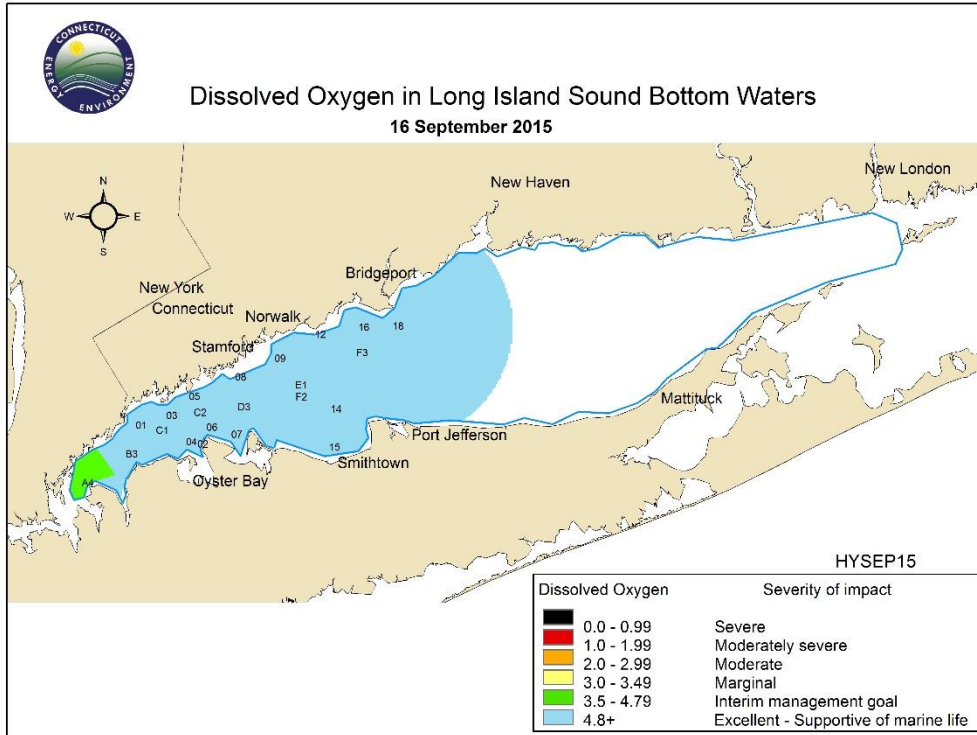 CONNECTICUT
ENERGY
ENVIRONMENT
Dissolved Oxygen in Long Island Sound Bottom Waters
16 September 2015
N
W E
S
New London
New Haven
Bridgeport
New York
Connecticut
Norwalk
Stamford
12
16
18
09
F3
08
E1
F2
05
03
C2
D3
14
01
C1
06
07
04
02
15
B3
A4
Mattituck
Port Jefferson
Smithtown
Oyster Bay
HYSEP15
Dissolved Oxygen Severity of impact
0.0 - 0.99 Severe
1.0 - 1.99 Moderately severe
2.0 - 2.99 Moderate
3.0 - 3.49 Marginal
3.5 - 4.79 Interim management goal
4.8+ Excellent - Supportive of marine life